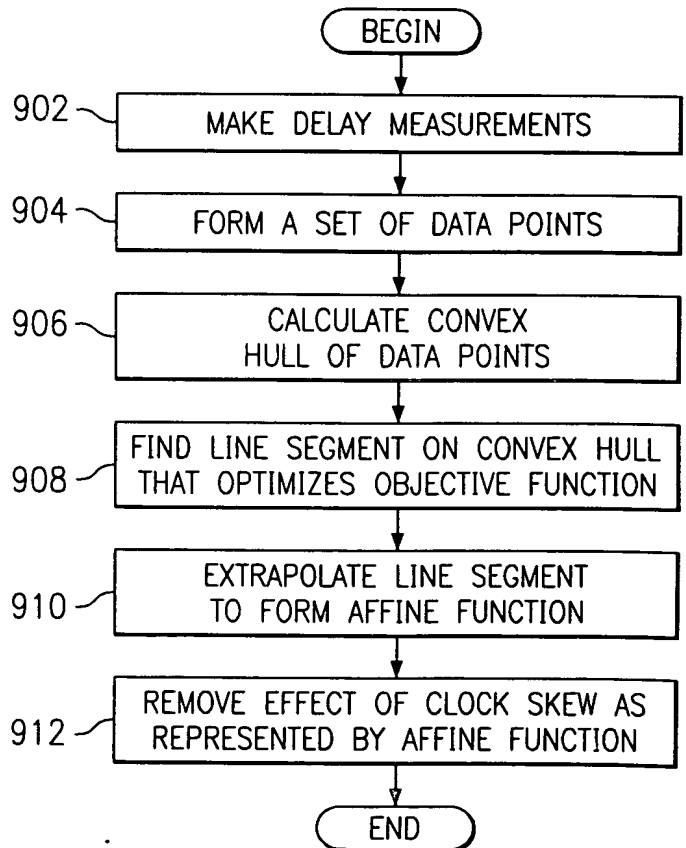 BEGIN
902
MAKE DELAY MEASUREMENTS
904
FORM A SET OF DATA POINTS
906
CALCULATE CONVEX
HULL OF DATA POINTS
908
FIND LINE SEGMENT ON CONVEX HULL
THAT OPTIMIZES OBJECTIVE FUNCTION
910
EXTRAPOLATE LINE SEGMENT
TO FORM AFFINE FUNCTION
912
REMOVE EFFECT OF CLOCK SKEW AS
REPRESENTED BY AFFINE FUNCTION
END